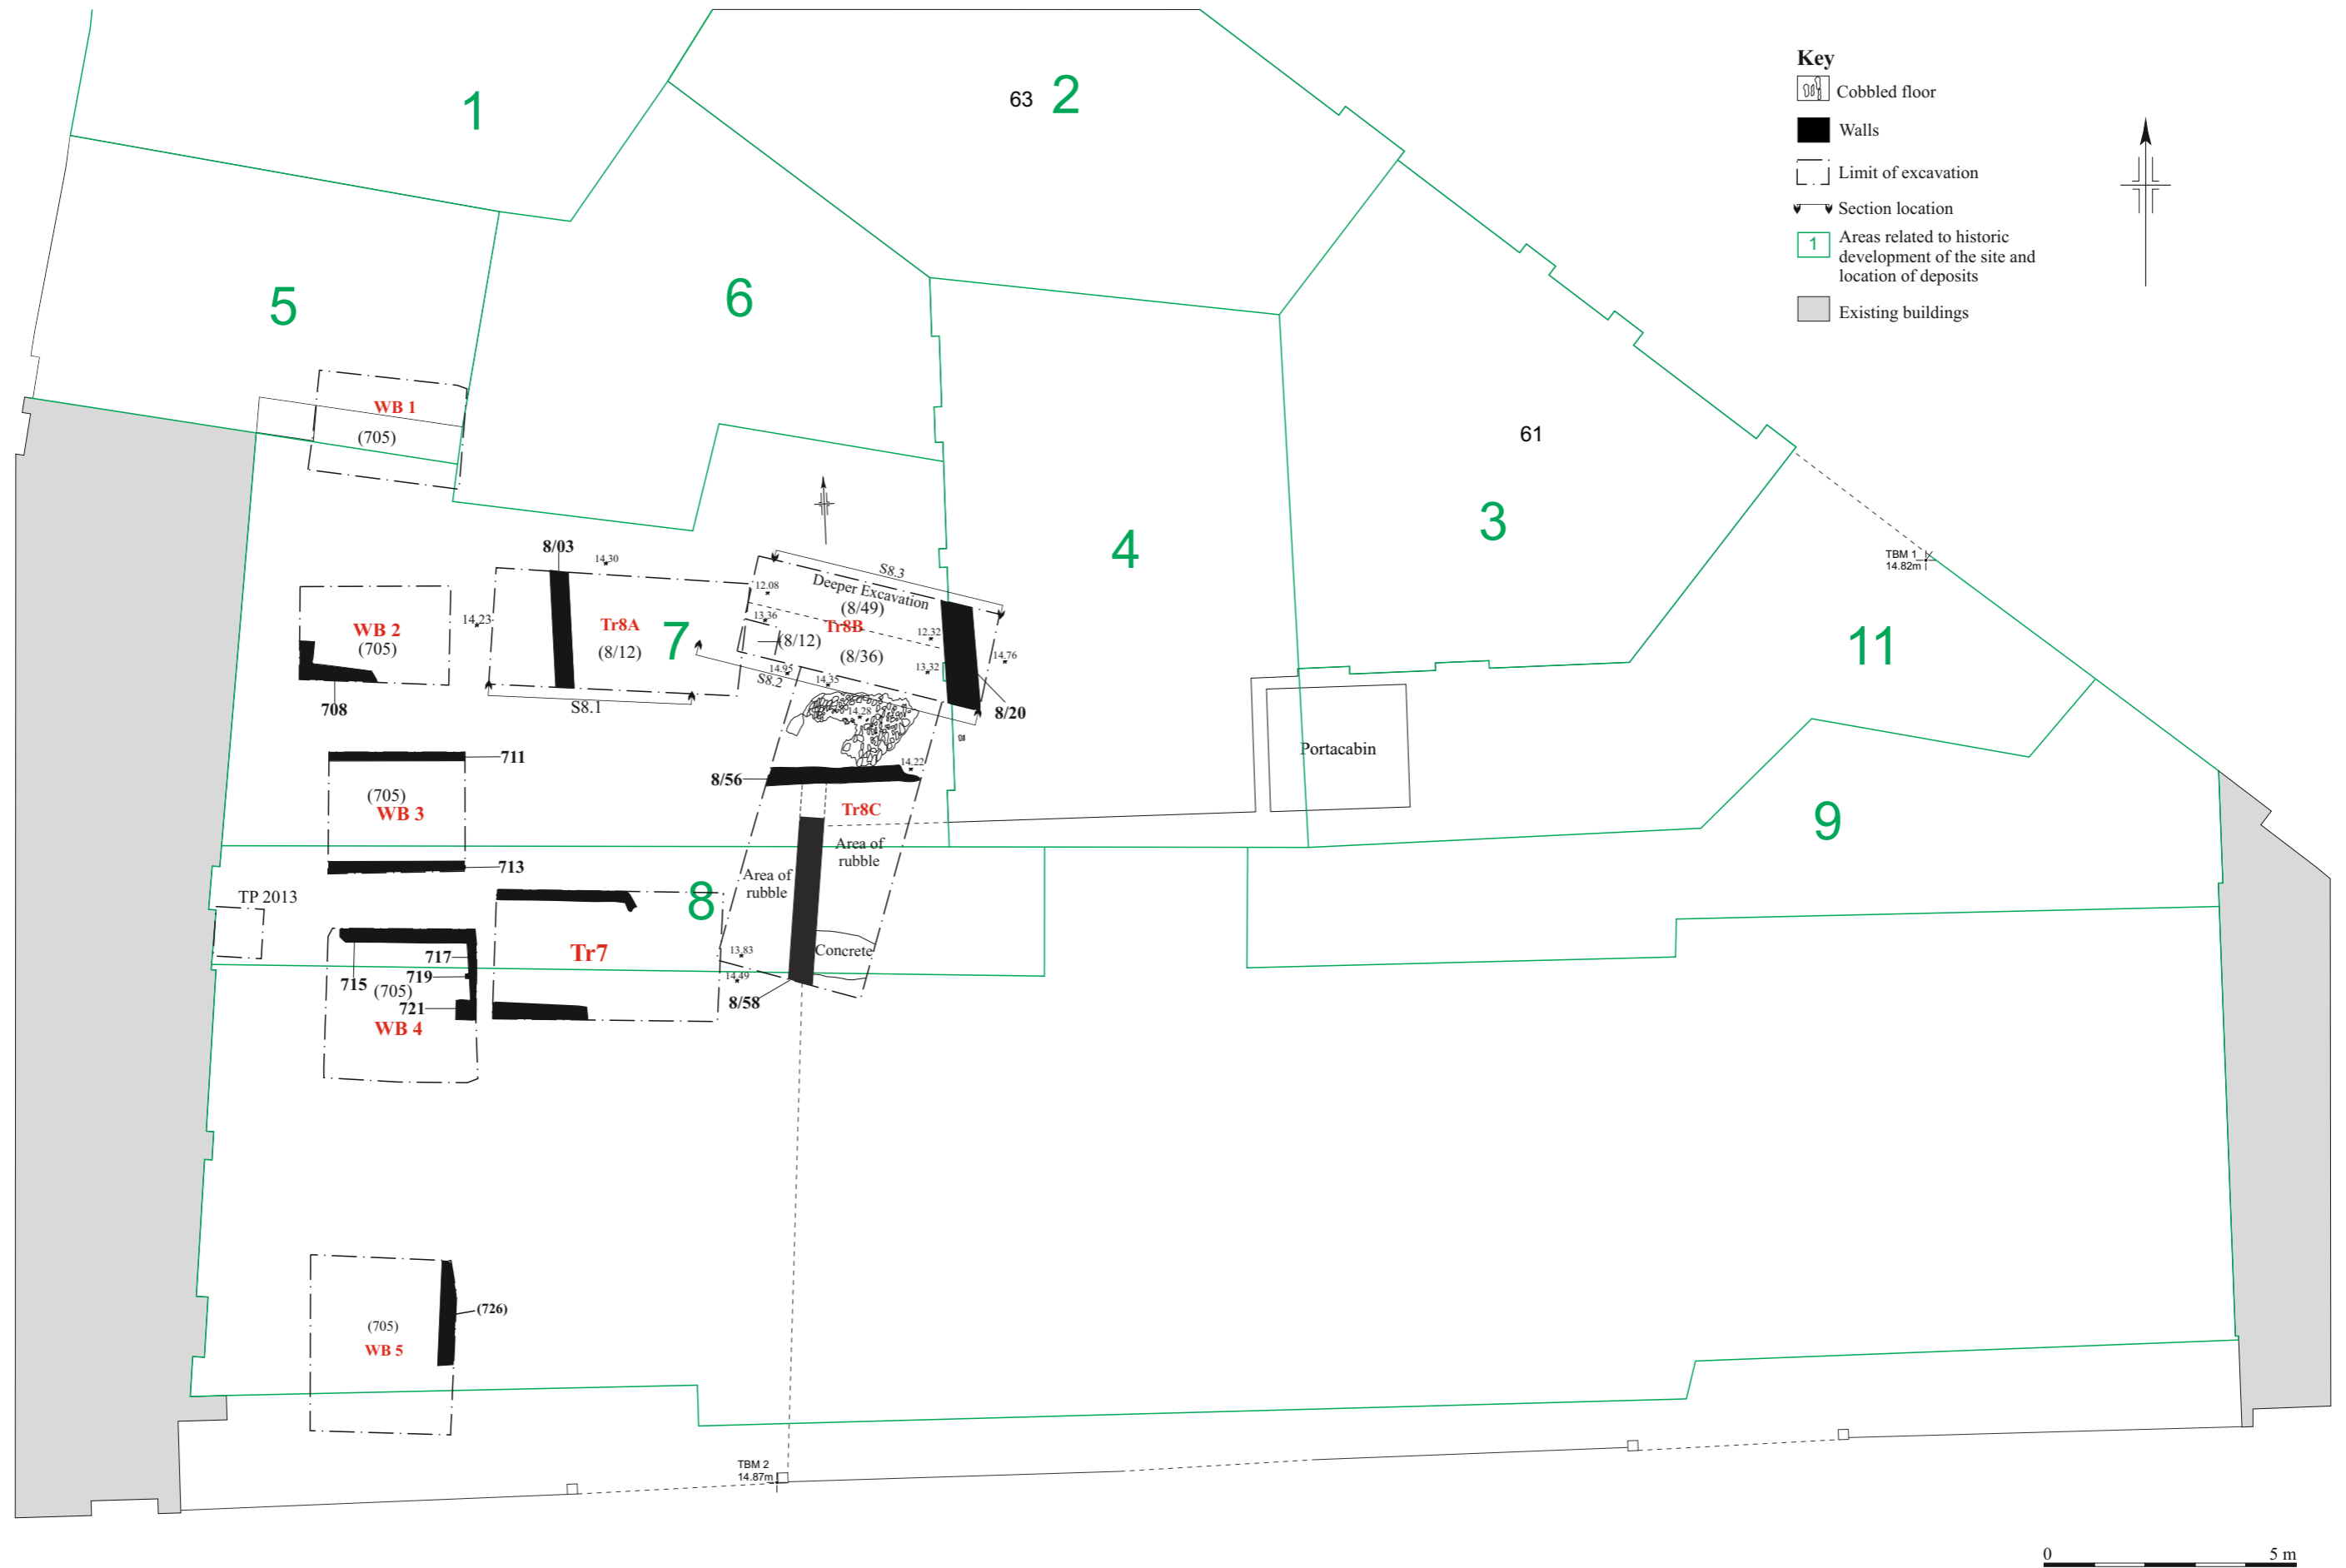 Key
Cobbled floor
Walls
Limit of excavation
Section location
1
Areas related to historic
development of the site and
location of deposits
Existing buildings
1
63
2
5
6
WB 1
(705)
61
3
4
TBM 1
14.82m
8/03
14.30
S8.3
Deeper Excavation
(8/49)
12.08
13.36
Tr8B
12.32
14.23
Tr8A
7
(8/12)
(8/12)
(8/36)
14.76
13.32
WB 2
(705)
11
14.95
S8.2
14.35
708
S8.1
14.28
8/20
711
Portacabin
8/56
14.22
(705)
WB 3
Tr8C
9
Area of
rubble
713
Area of
rubble
8
TP 2013
Tr7
13.83
Concrete
717
719
715
(705)
14.49
721
8/58
WB 4
(726)
(705)
WB 5
TBM 2
14.87m
0
5 m